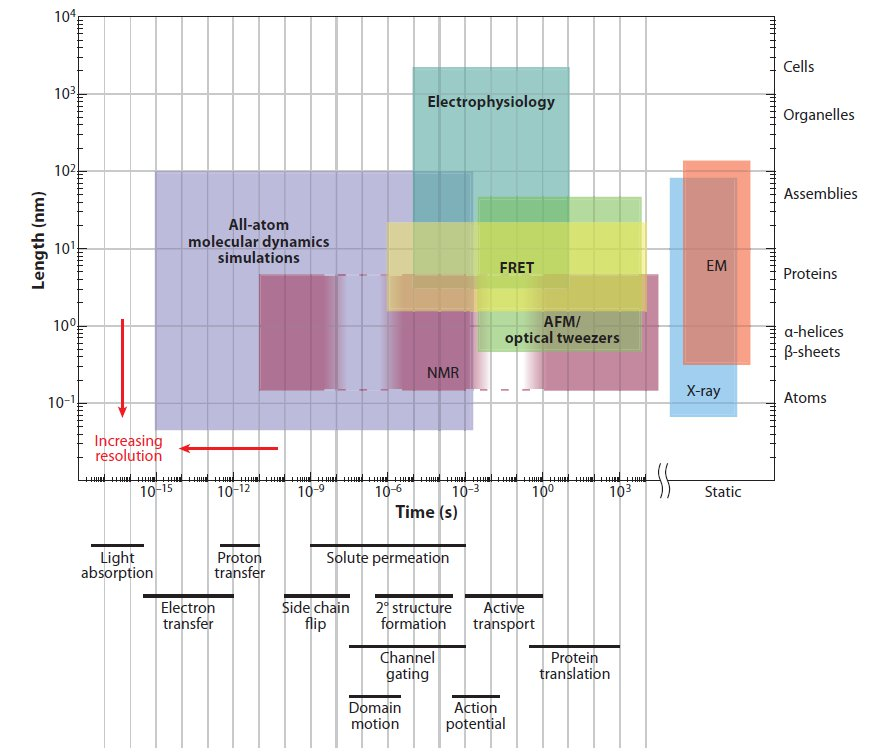 10⁴
10³
10²
10¹
10⁰
10⁻¹
Length (nm)
Electrophysiology
All-atom
molecular dynamics
simulations
FRET
AFM/
optical tweezers
NMR
EM
X-ray
Increasing
resolution
Cells
Organelles
Assemblies
Proteins
α-helices
β-sheets
Atoms
10⁻¹⁵
10⁻¹²
10⁻⁹
10⁻⁶
10⁻³
10⁰
10³
Static
Time (s)
Light
absorption
Proton
transfer
Solute permeation
Electron
transfer
Side chain
flip
2° structure
formation
Active
transport
Channel
gating
Protein
translation
Domain
motion
Action
potential